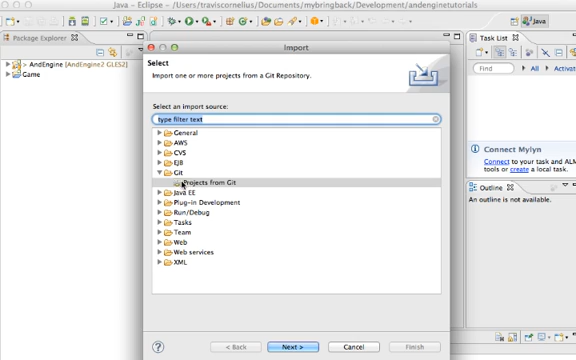 Java - Eclipse - /Users/traviscornelius/Documents/mybringback/Development/andenginetutorials
Java
Package Explorer
> AndEngine [AndEngine2 GLES2]
Game
Import
Select
Import one or more projects from a Git Repository.
Select an import source:
type filter text
General
AWS
CVS
EJB
Git
Projects from Git
Java EE
Plug-in Development
Run/Debug
Tasks
Team
Web
Web services
XML
?
< Back
Next >
Cancel
Finish
Task List
Find
All
Activat
Connect Mylyn
Connect to your task and ALM
tools or create a local task.
Outline
An outline is not available.